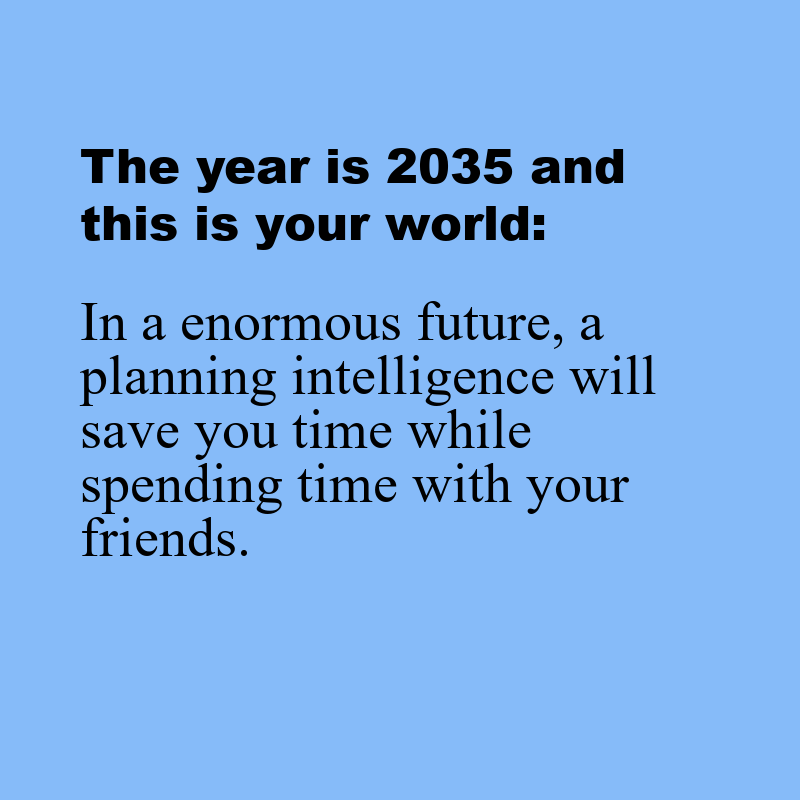 The year is 2035 and
this is your world:
In a enormous future, a
planning intelligence will
save you time while
spending time with your
friends.